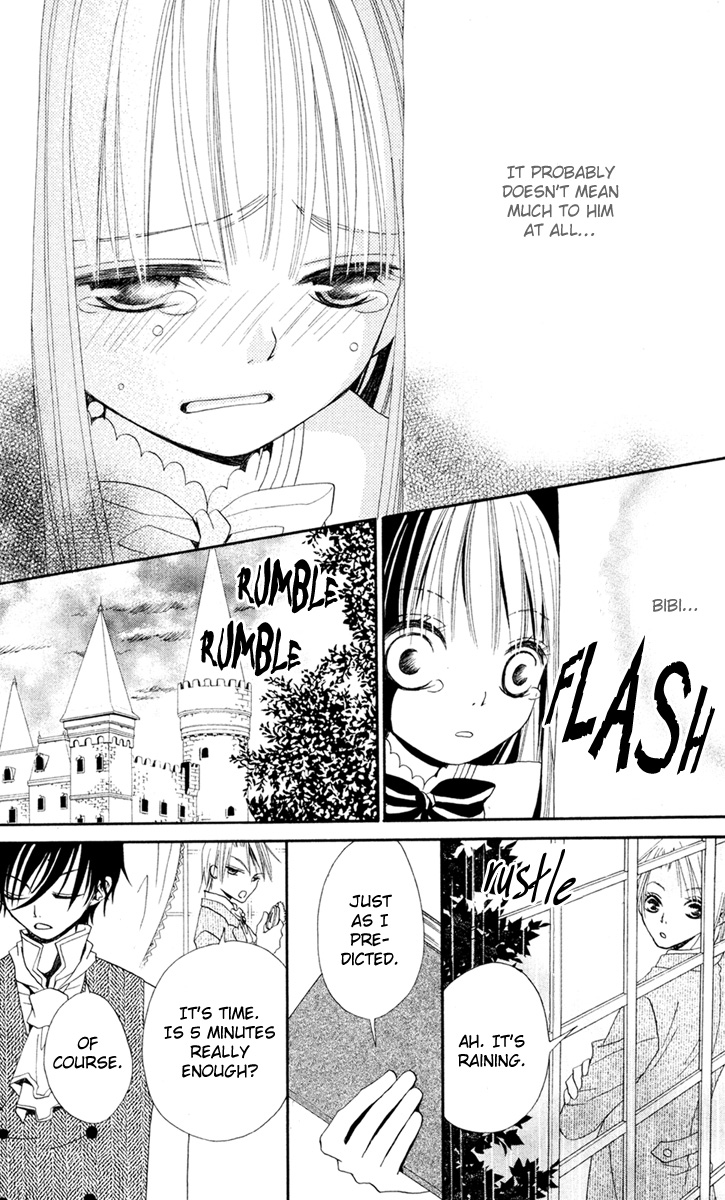 IT PROBABLY
DOESN'T MEAN
MUCH TO HIM
AT ALL...
BIBI...
FLASH
RUMBLE
RUMBLE
rustle
AH. IT'S
RAINING.
JUST
AS I
PRE-
DICTED.
IT'S TIME.
IS 5 MINUTES
REALLY
ENOUGH?
OF
COURSE.